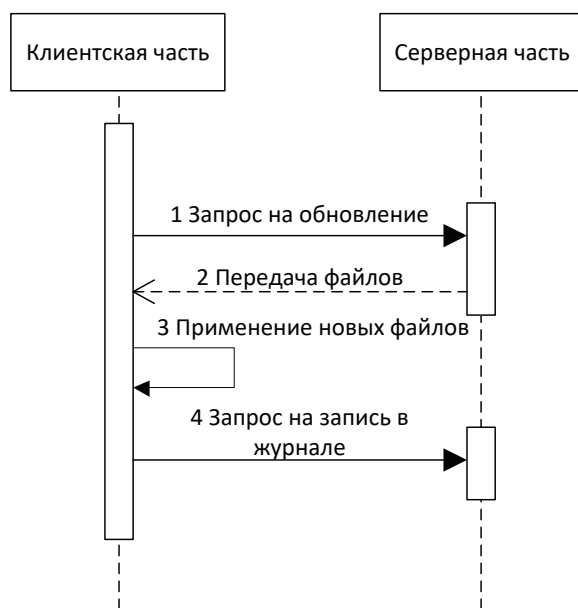 Клиентская часть
Серверная часть
1 Запрос на обновление
2 Передача файлов
3 Применение новых файлов
4 Запрос на запись в
журнале